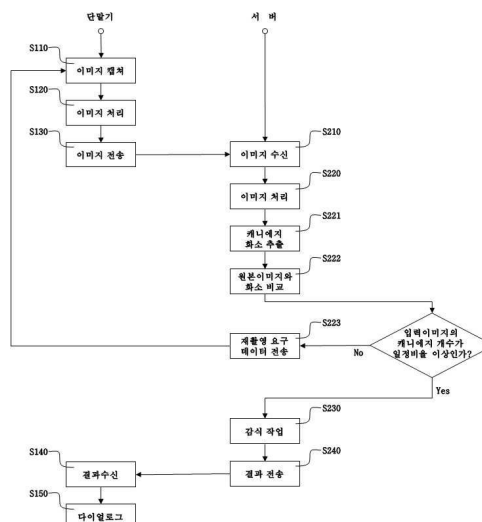 단말기
서 버
S110
이미지 캡쳐
S120
이미지 처리
S130
이미지 전송
S210
이미지 수신
S220
이미지 처리
S221
캐니에지
화소 추출
S222
원본이미지와
화소 비교
입력이미지의
캐니에지 개수가
일정비율 이상인가?
No
Yes
S223
재촬영 요구
데이터 전송
S230
감식 작업
S240
결과 전송
S140
결과수신
S150
다이얼로그